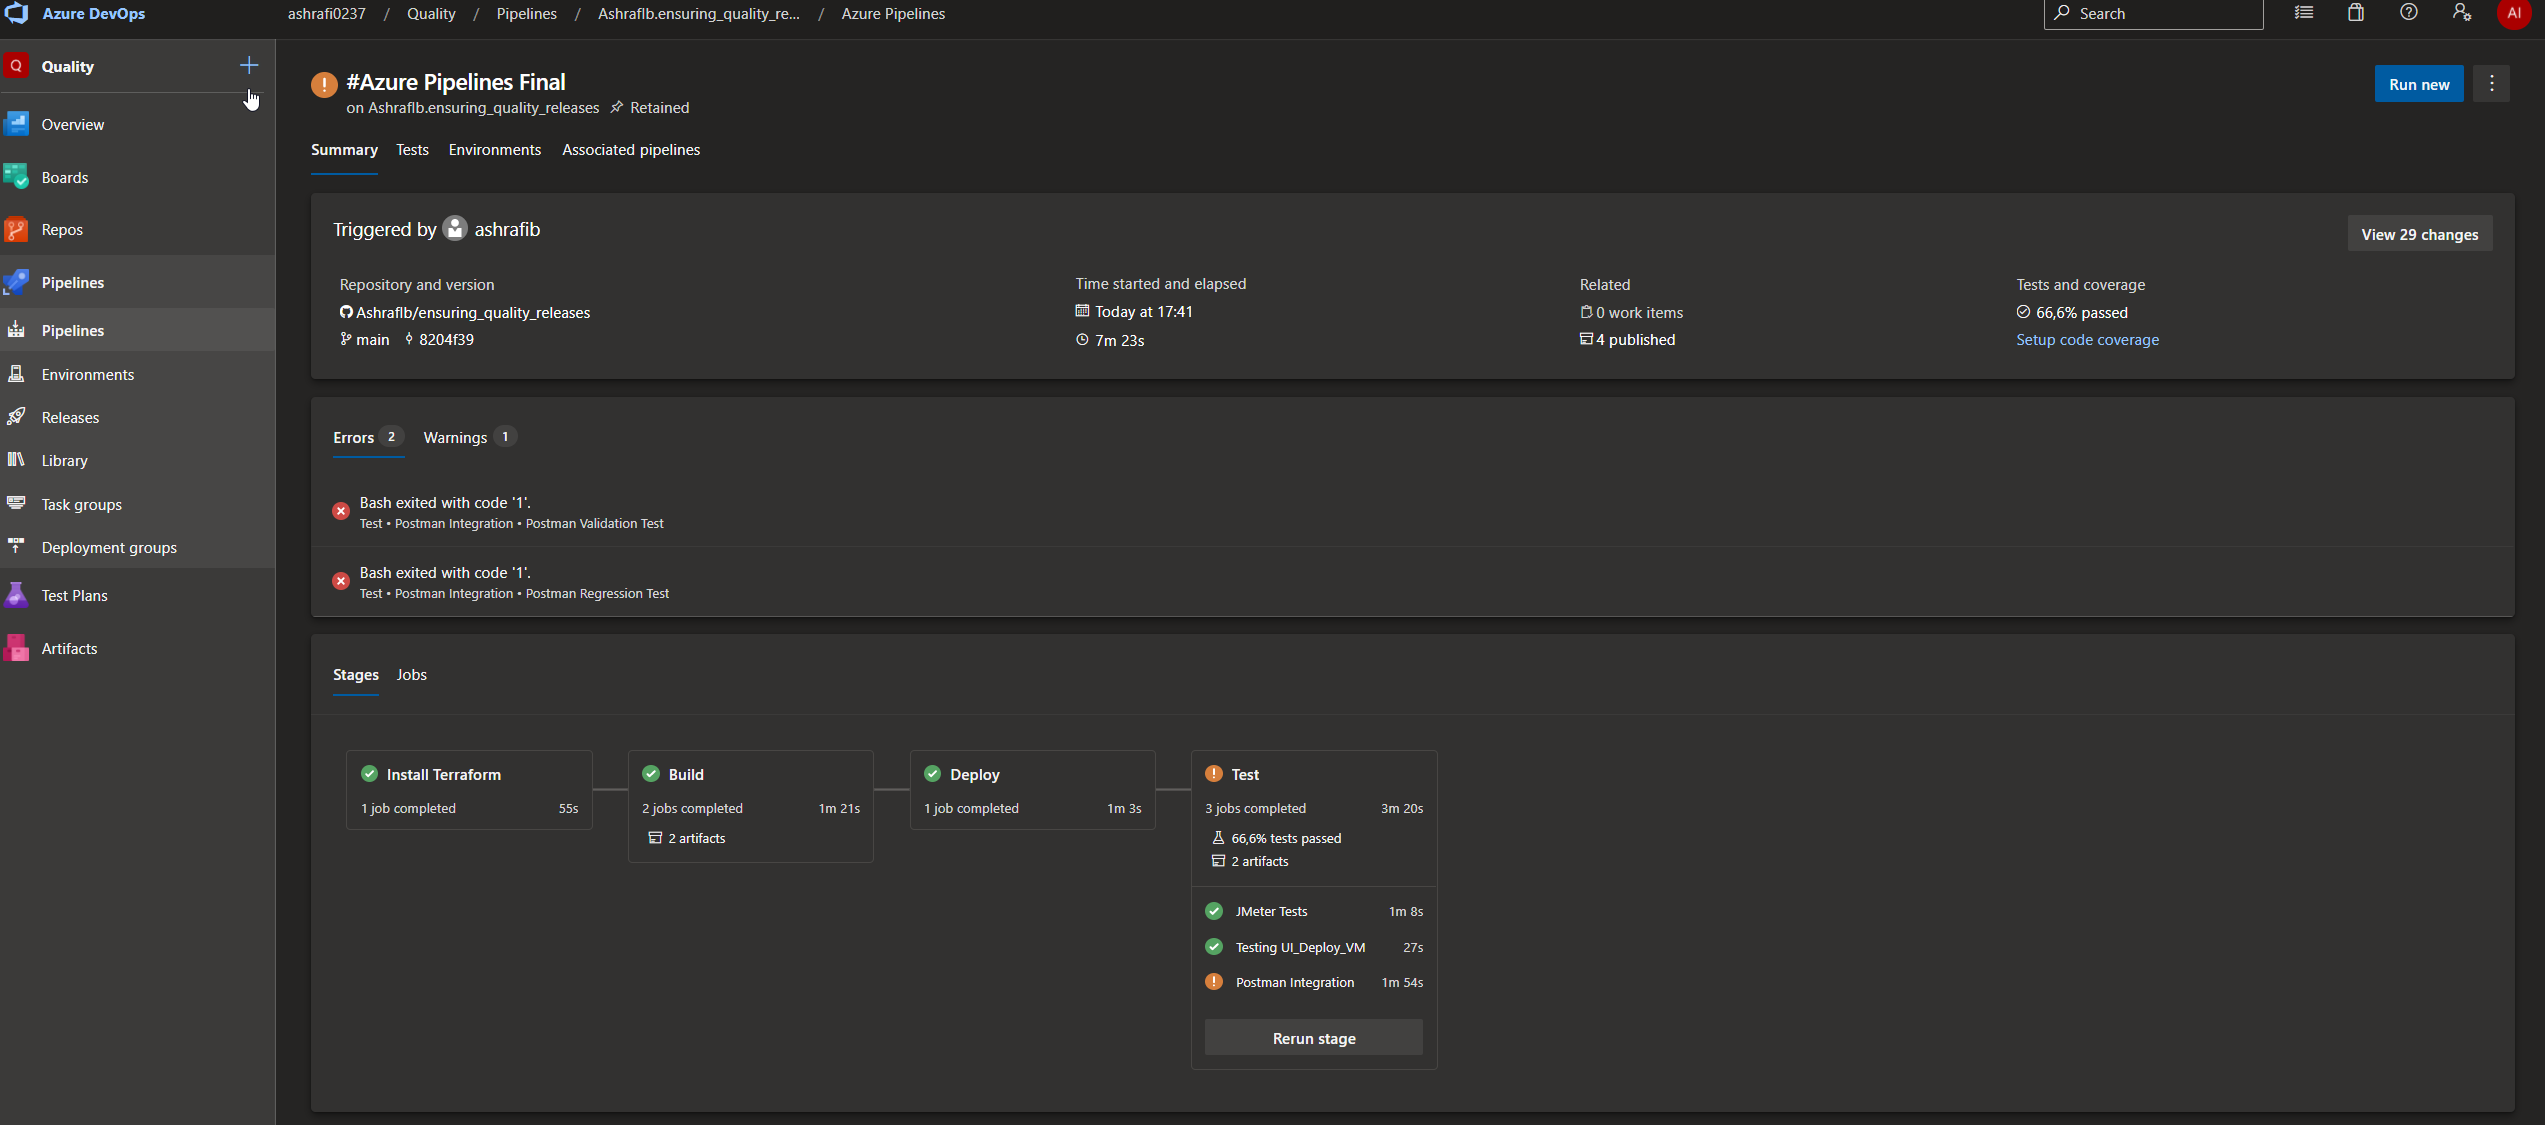 Azure DevOps
ashrafi0237 / Quality / Pipelines / AshrafIb.ensuring_quality_re... / Azure Pipelines
Search
AI
Q Quality
Overview
Boards
Repos
Pipelines
Pipelines
Environments
Releases
Library
Task groups
Deployment groups
Test Plans
Artifacts
#Azure Pipelines Final
on AshrafIb.ensuring_quality_releases Retained
Run new
Summary Tests Environments Associated pipelines
Triggered by ashrafib
View 29 changes
Repository and version
AshrafIb/ensuring_quality_releases
main 8204f39
Time started and elapsed
Today at 17:41
7m 23s
Related
0 work items
4 published
Tests and coverage
66,6% passed
Setup code coverage
Errors 2 Warnings 1
Bash exited with code '1'.
Test • Postman Integration • Postman Validation Test
Bash exited with code '1'.
Test • Postman Integration • Postman Regression Test
Stages Jobs
Install Terraform
1 job completed 55s
Build
2 jobs completed 1m 21s
2 artifacts
Deploy
1 job completed 1m 3s
Test
3 jobs completed 3m 20s
66,6% tests passed
2 artifacts
JMeter Tests 1m 8s
Testing UI_Deploy_VM 27s
Postman Integration 1m 54s
Rerun stage